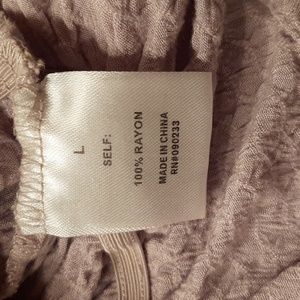 L
SELF:
100% RAYON
MADE IN CHINA
RN#090233